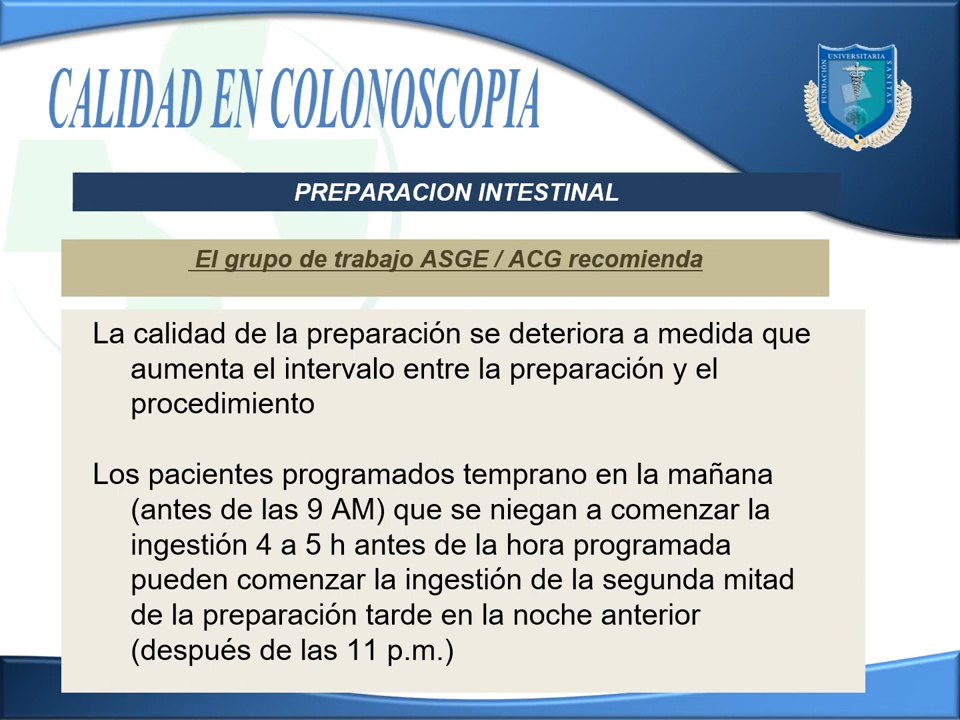 CALIDAD EN COLONOSCOPIA
FUNDACIÓN UNIVERSITARIA SANITAS
PREPARACION INTESTINAL
El grupo de trabajo ASGE / ACG recomienda
La calidad de la preparación se deteriora a medida que
aumenta el intervalo entre la preparación y el
procedimiento
Los pacientes programados temprano en la mañana
(antes de las 9 AM) que se niegan a comenzar la
ingestión 4 a 5 h antes de la hora programada
pueden comenzar la ingestión de la segunda mitad
de la preparación tarde en la noche anterior
(después de las 11 p.m.)